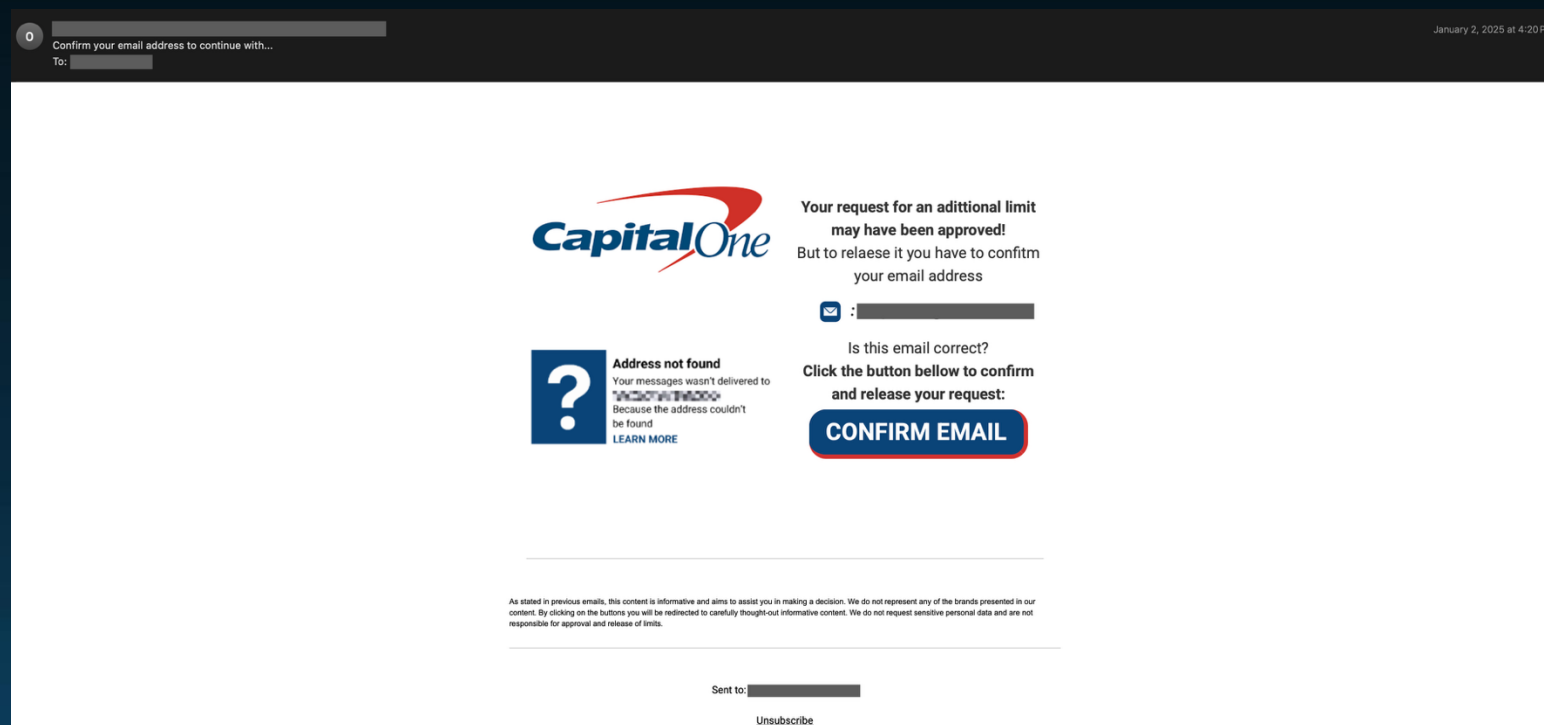 O
Confirm your email address to continue with...
To:
January 2, 2025 at 4:20
CapitalOne
Your request for an adittional limit
may have been approved!
But to relaese it you have to confitm
your email address
:
Is this email correct?
Click the button bellow to confirm
and release your request:
CONFIRM EMAIL
?
Address not found
Your messages wasn't delivered to
Because the address couldn't
be found
LEARN MORE
As stated in previous emails, this content is informative and aims to assist you in making a decision. We do not represent any of the brands presented in our
content. By clicking on the buttons you will be redirected to carefully thought-out informative content. We do not request sensitive personal data and are not
responsible for approval and release of limits.
Sent to:
Unsubscribe